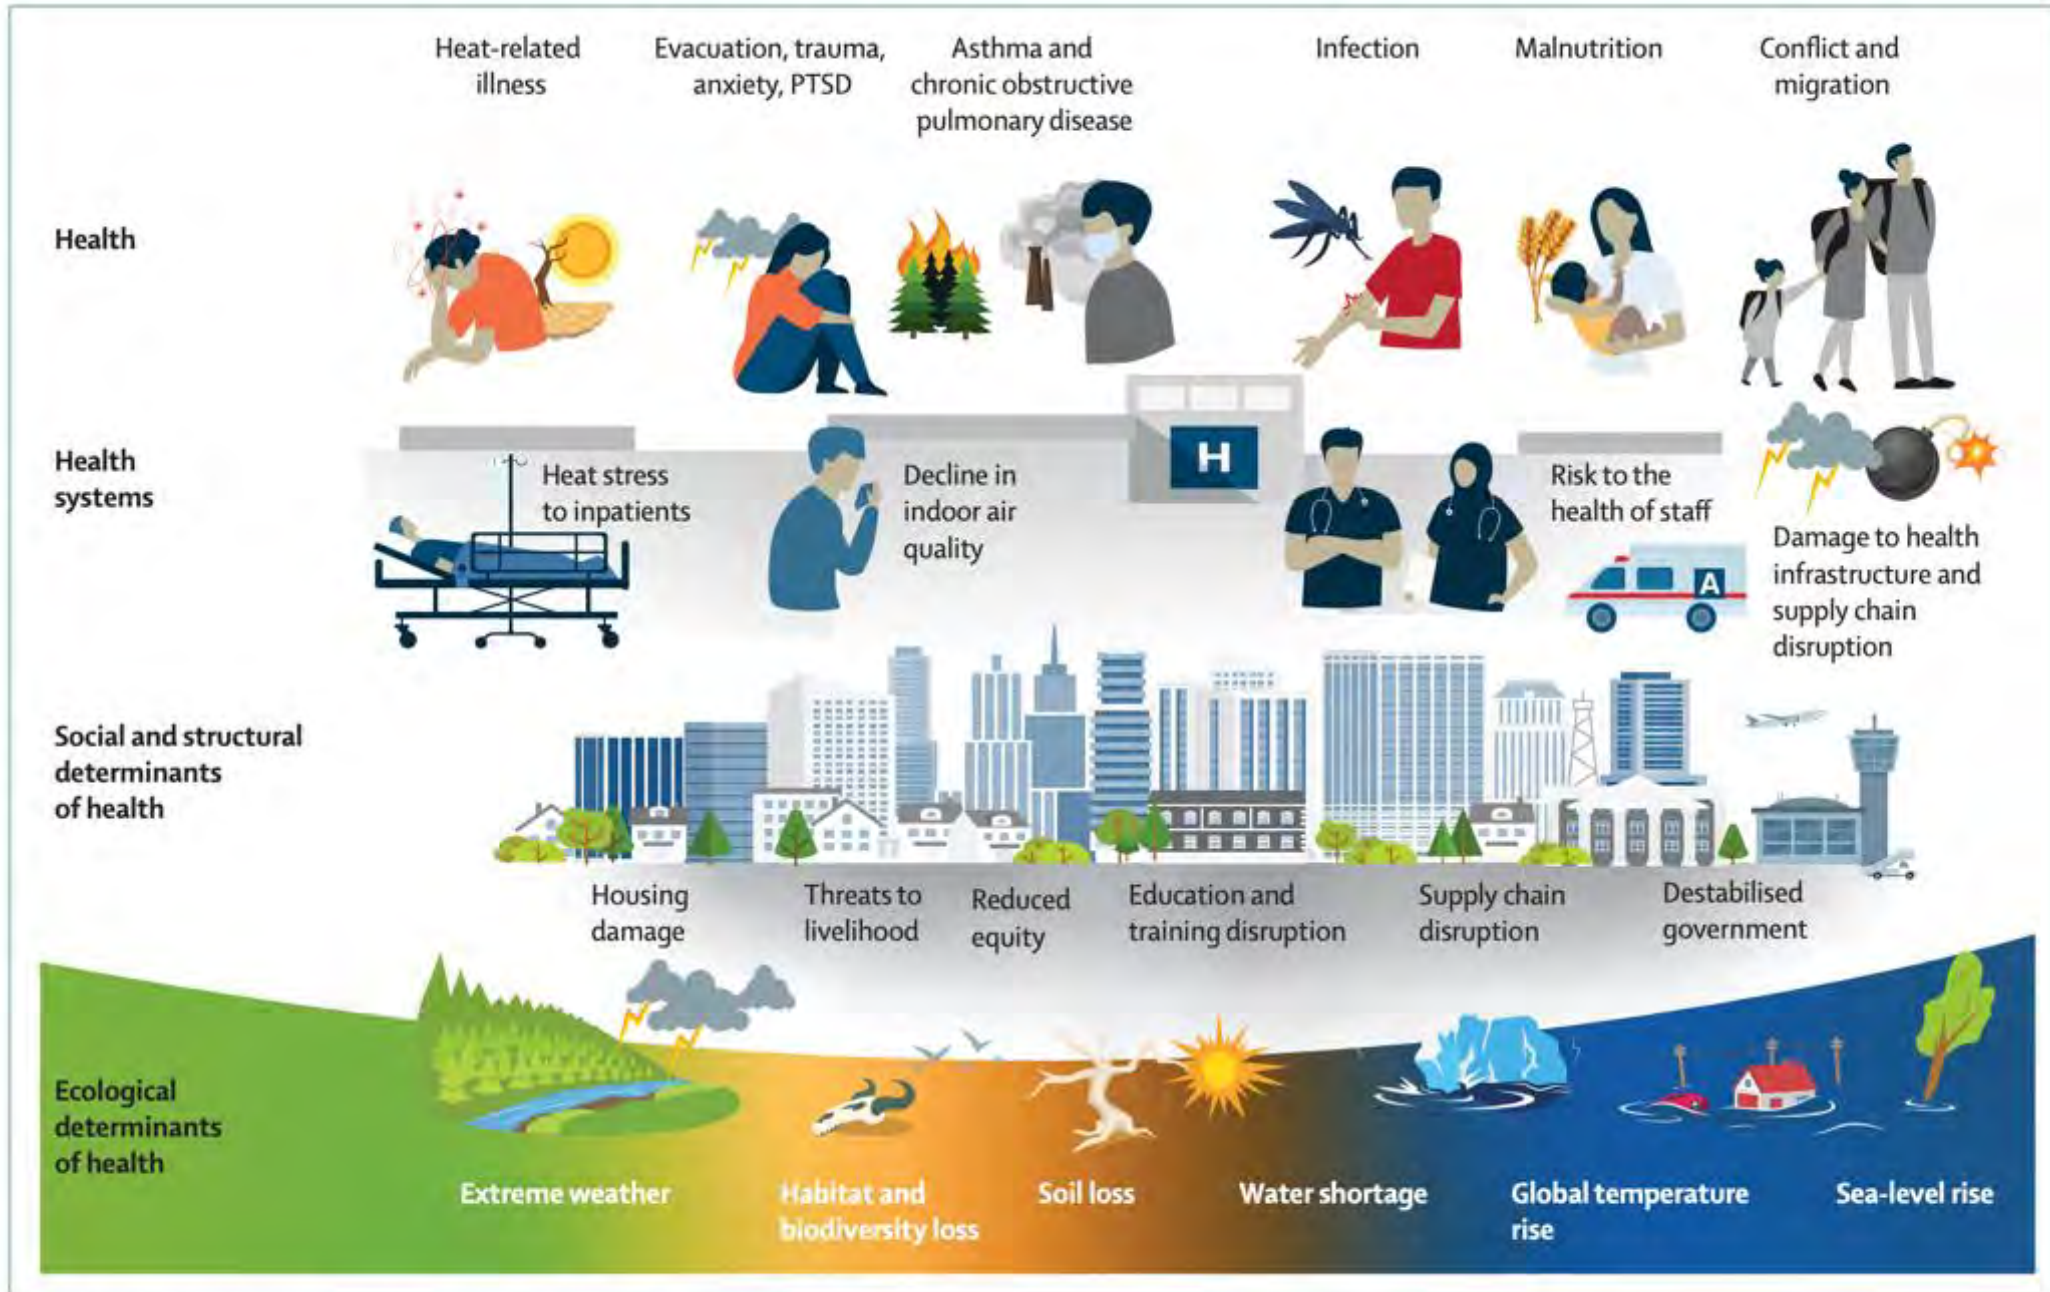 Heat-related
illness
Evacuation, trauma,
anxiety, PTSD
Asthma and
chronic obstructive
pulmonary disease
Infection
Malnutrition
Conflict and
migration
Health
Health
systems
Heat stress
to inpatients
Decline in
indoor air
quality
H
Risk to the
health of staff
A
Damage to health
infrastructure and
supply chain
disruption
Social and structural
determinants
of health
Housing
damage
Threats to
livelihood
Reduced
equity
Education and
training disruption
Supply chain
disruption
Destabilised
government
Ecological
determinants
of health
Extreme weather
Habitat and
biodiversity loss
Soil loss
Water shortage
Global temperature
rise
Sea-level rise